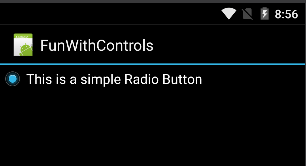 8:56
FunWithControls
This is a simple Radio Button